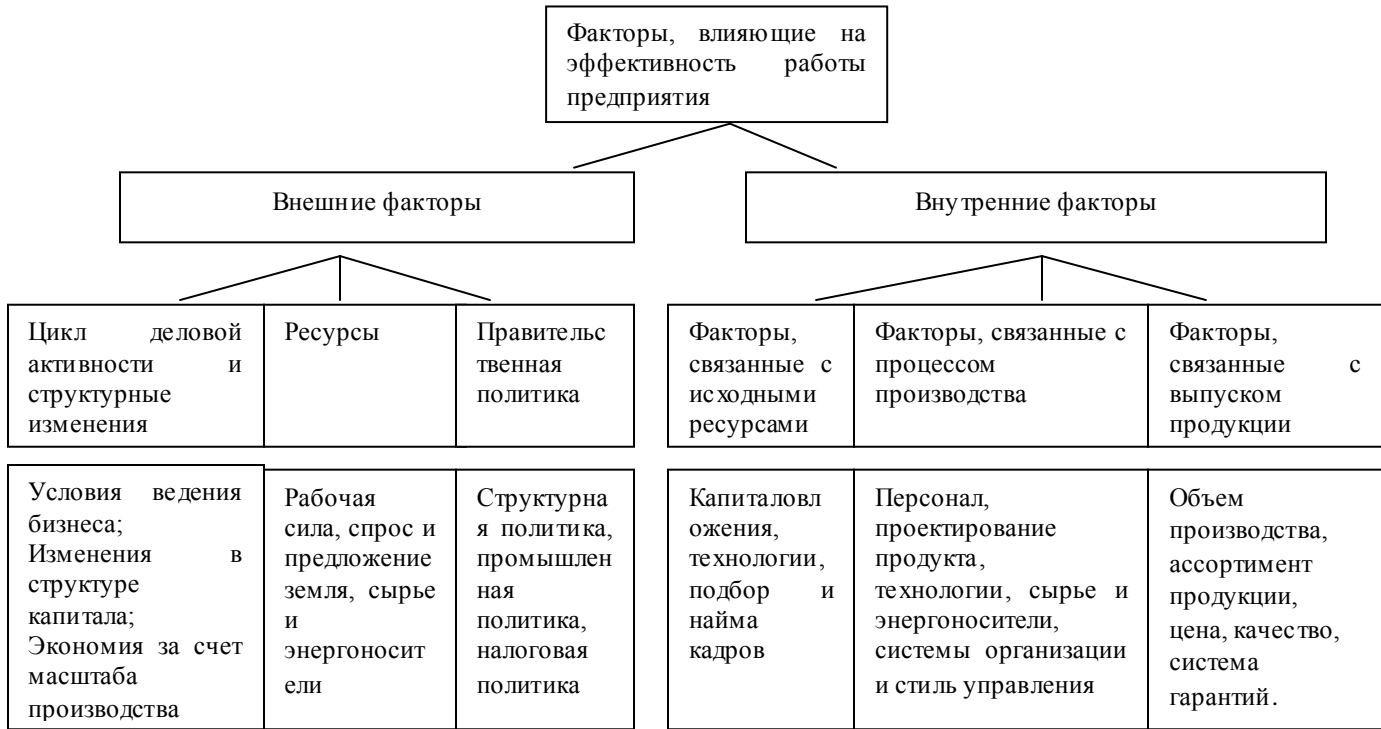 Факторы, влияющие на
эффективность работы
предприятия
Внешние факторы
Внутренние факторы
Цикл деловой
активности и
структурные
изменения
Ресурсы
Правительс
твенная
политика
Факторы,
связанные с
исходными
ресурсами
Факторы, связанные с
процессом
производства
Факторы,
связанные с
выпуском
продукции
Условия ведения
бизнеса;
Изменения в
структуре
капитала;
Экономия за счет
масштаба
производства
Рабочая
сила, спрос и
предложение
земля, сырье
и
энергоносит
ели
Структурна
я политика,
промышлен
ная
политика,
налоговая
политика
Капиталовл
ожения,
технологии,
подбор и
найма
кадров
Персонал,
проектирование
продукта,
технологии, сырье и
энергоносители,
системы организации
и стиль управления
Объем
производства,
ассортимент
продукции,
цена, качество,
система
гарантий.